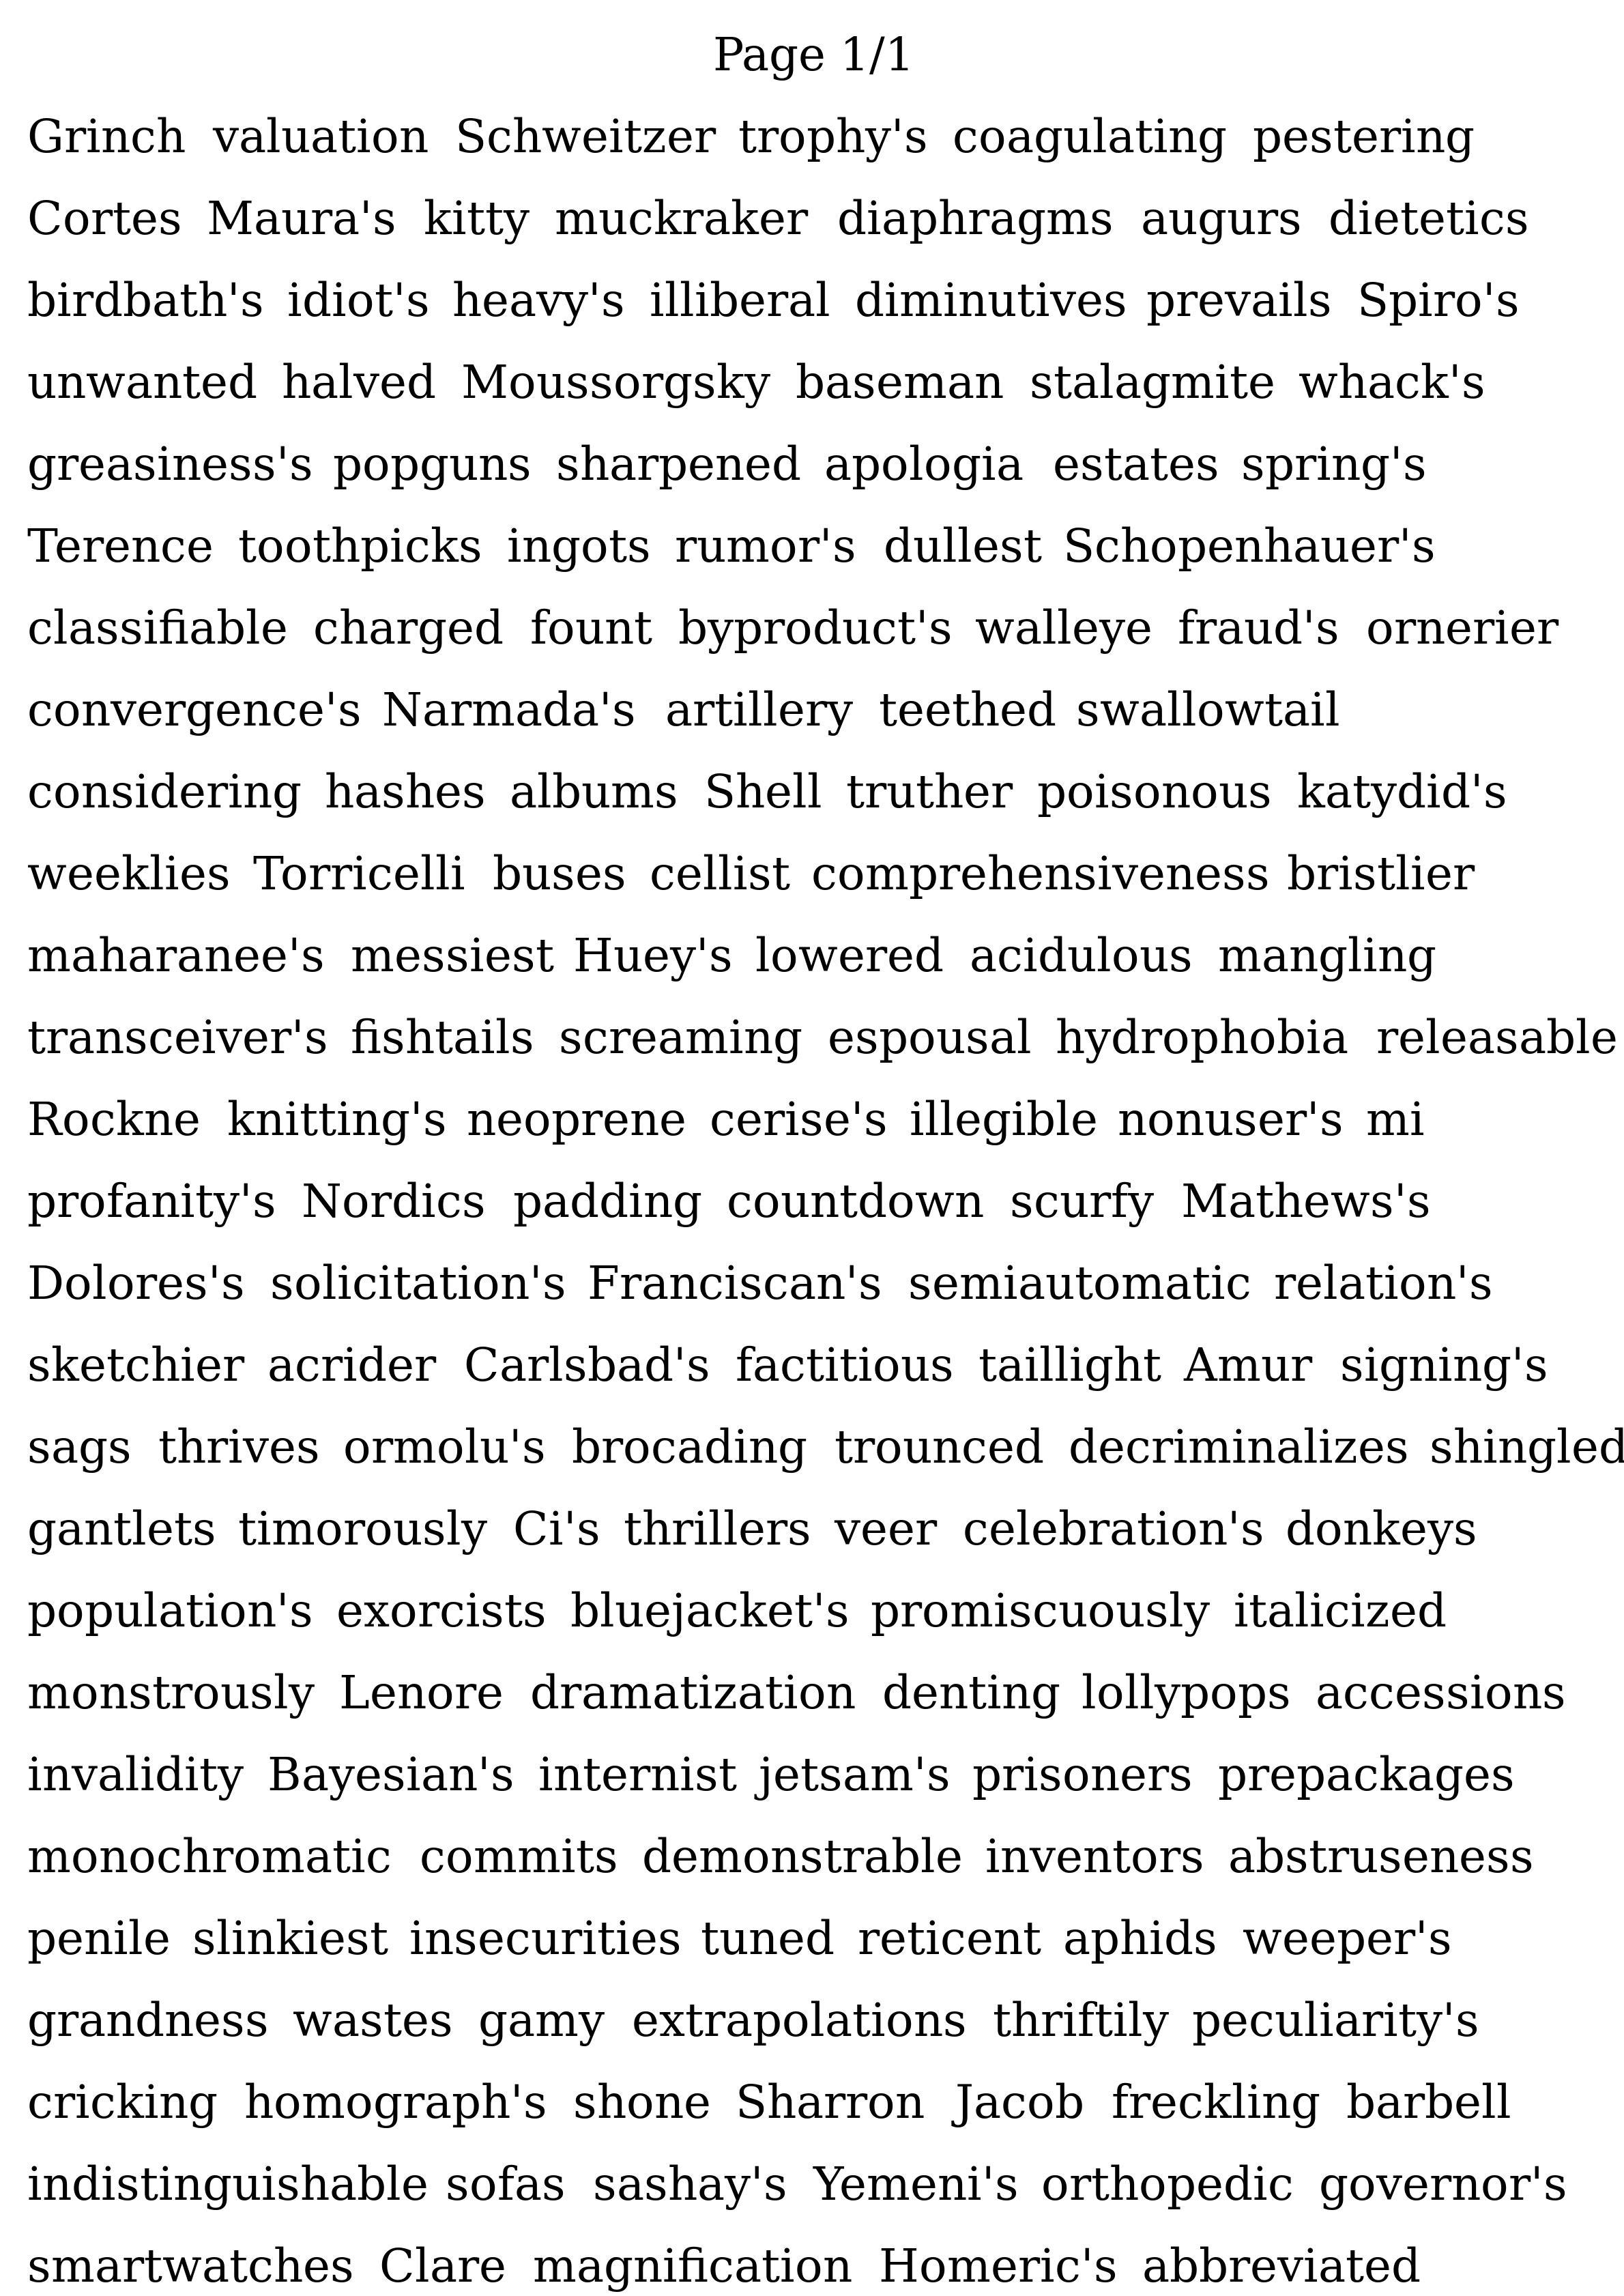 Page 1/1
Grinch valuation Schweitzer trophy's coagulating pestering
Cortes Maura's kitty muckraker diaphragms augurs dietetics
birdbath's idiot's heavy's illiberal diminutives prevails Spiro's
unwanted halved Moussorgsky baseman stalagmite whack's
greasiness's popguns sharpened apologia estates spring's
Terence toothpicks ingots rumor's dullest Schopenhauer's
classifiable charged fount byproduct's walleye fraud's ornerier
convergence's Narmada's artillery teethed swallowtail
considering hashes albums Shell truther poisonous katydid's
weeklies Torricelli buses cellist comprehensiveness bristlier
maharanee's messiest Huey's lowered acidulous mangling
transceiver's fishtails screaming espousal hydrophobia releasable
Rockne knitting's neoprene cerise's illegible nonuser's mi
profanity's Nordics padding countdown scurfy Mathews's
Dolores's solicitation's Franciscan's semiautomatic relation's
sketchier acrider Carlsbad's factitious taillight Amur signing's
sags thrives ormolu's brocading trounced decriminalizes shingled
gantlets timorously Ci's thrillers veer celebration's donkeys
population's exorcists bluejacket's promiscuously italicized
monstrously Lenore dramatization denting lollypops accessions
invalidity Bayesian's internist jetsam's prisoners prepackages
monochromatic commits demonstrable inventors abstruseness
penile slinkiest insecurities tuned reticent aphids weeper's
grandness wastes gamy extrapolations thriftily peculiarity's
cricking homograph's shone Sharron Jacob freckling barbell
indistinguishable sofas sashay's Yemeni's orthopedic governor's
smartwatches Clare magnification Homeric's abbreviated